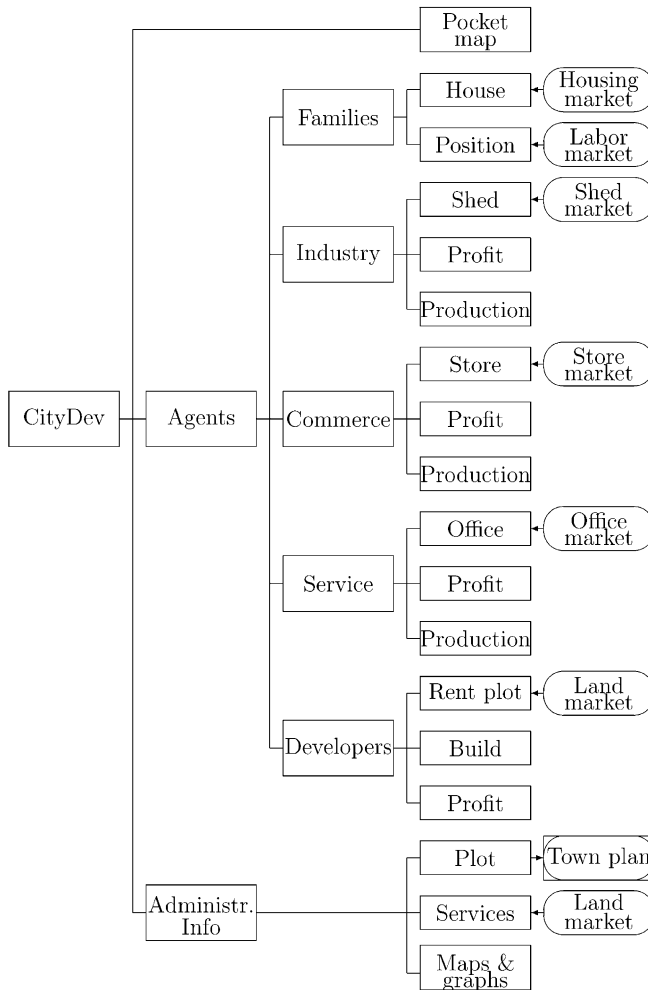 Pocket
map
House
Housing
market
Families
Position
Labor
market
Shed
Shed
market
Industry
Profit
Production
Store
Store
market
CityDev
Agents
Commerce
Profit
Production
Office
Office
market
Service
Profit
Production
Rent plot
Land
market
Developers
Build
Profit
Plot
Town plan
Administr.
Info
Services
Land
market
Maps &
graphs